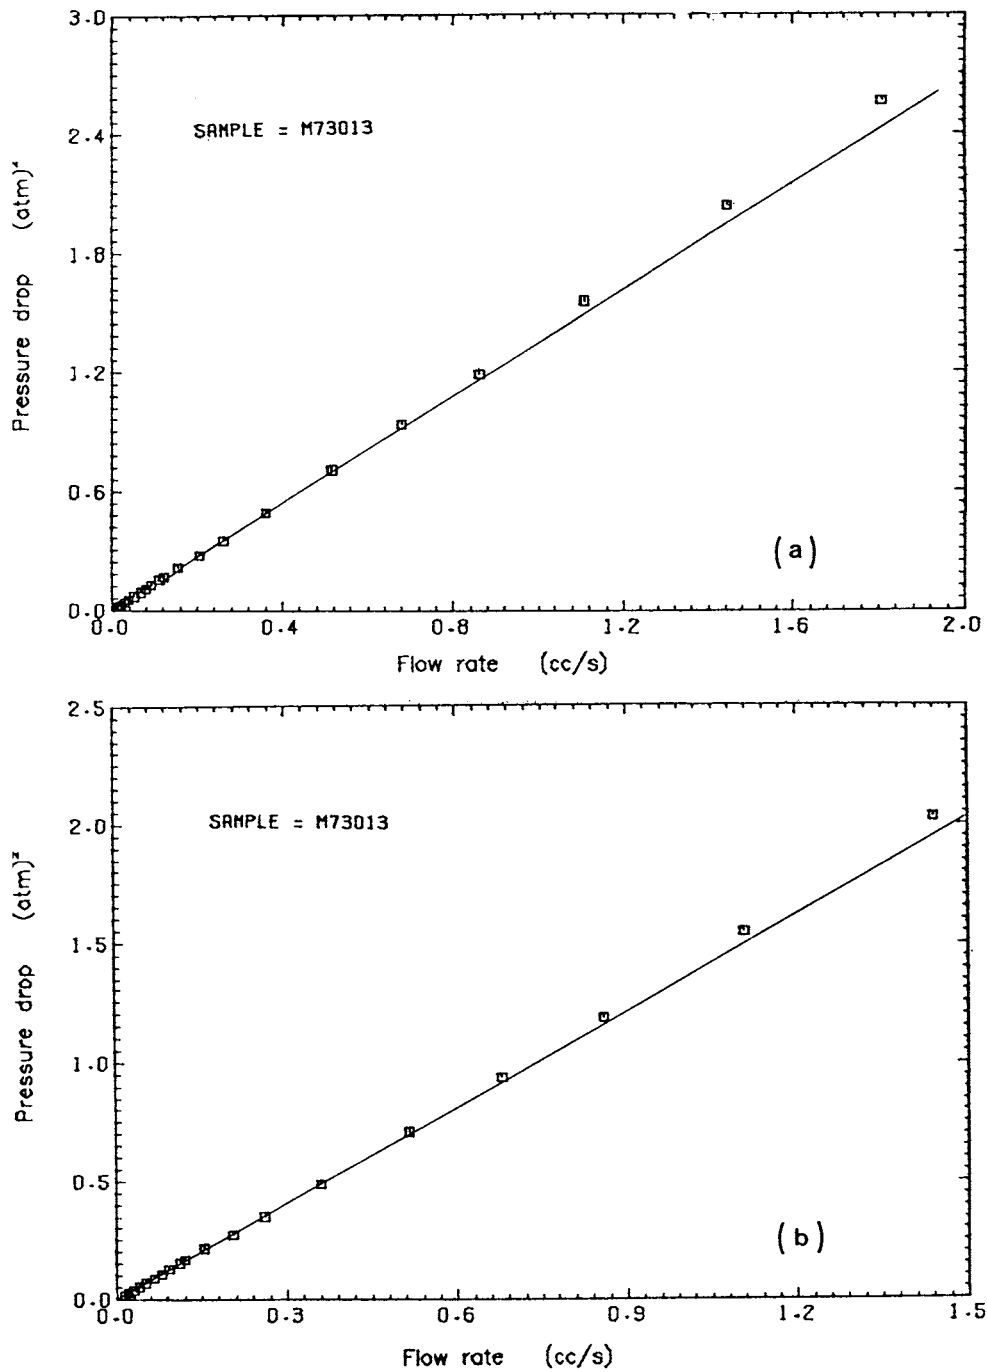 3.0
SAMPLE = M73013
2.4
1.8
1.2
0.6
0.0
Pressure drop (atm)²
(a)
0.0 0.4 0.8 1.2 1.6 2.0
Flow rate (cc/s)
2.5
SAMPLE = M73013
2.0
1.5
1.0
0.5
0.0
Pressure drop (atm)²
(b)
0.0 0.3 0.6 0.9 1.2 1.5
Flow rate (cc/s)